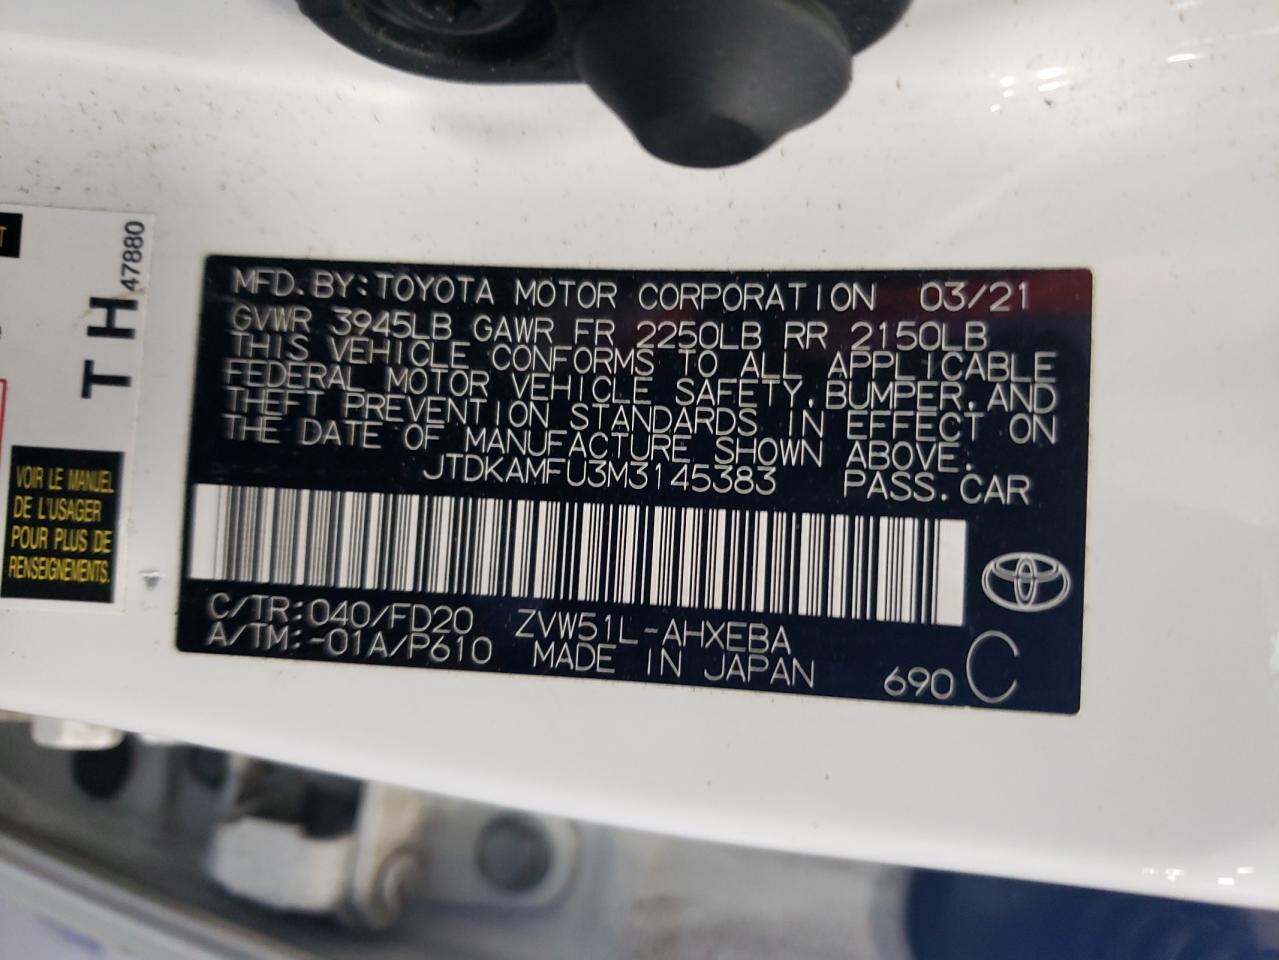 MFD. BY: TOYOTA MOTOR CORPORATION 03/21
GVWR 3945LB GAWR FR 2250LB RR 2150LB
THIS VEHICLE CONFORMS TO ALL APPLICABLE
FEDERAL MOTOR VEHICLE SAFETY, BUMPER, AND
THEFT PREVENTION STANDARDS IN EFFECT ON
THE DATE OF MANUFACTURE SHOWN ABOVE.
JTDKAMFU3M3145383 PASS. CAR
C/TR: 040/FD20 ZVW51L-AHXEBA
A/TM: -01A/P610 MADE IN JAPAN 690 C
T
TH 47880
VOIR LE MANUEL
DE L'USAGER
POUR PLUS DE
RENSEIGNEMENTS.